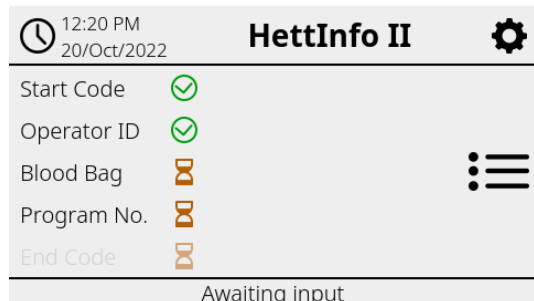 12:20 PM
20/Oct/2022
HettInfo II
Start Code
Operator ID
Blood Bag
Program No.
End Code
Awaiting input